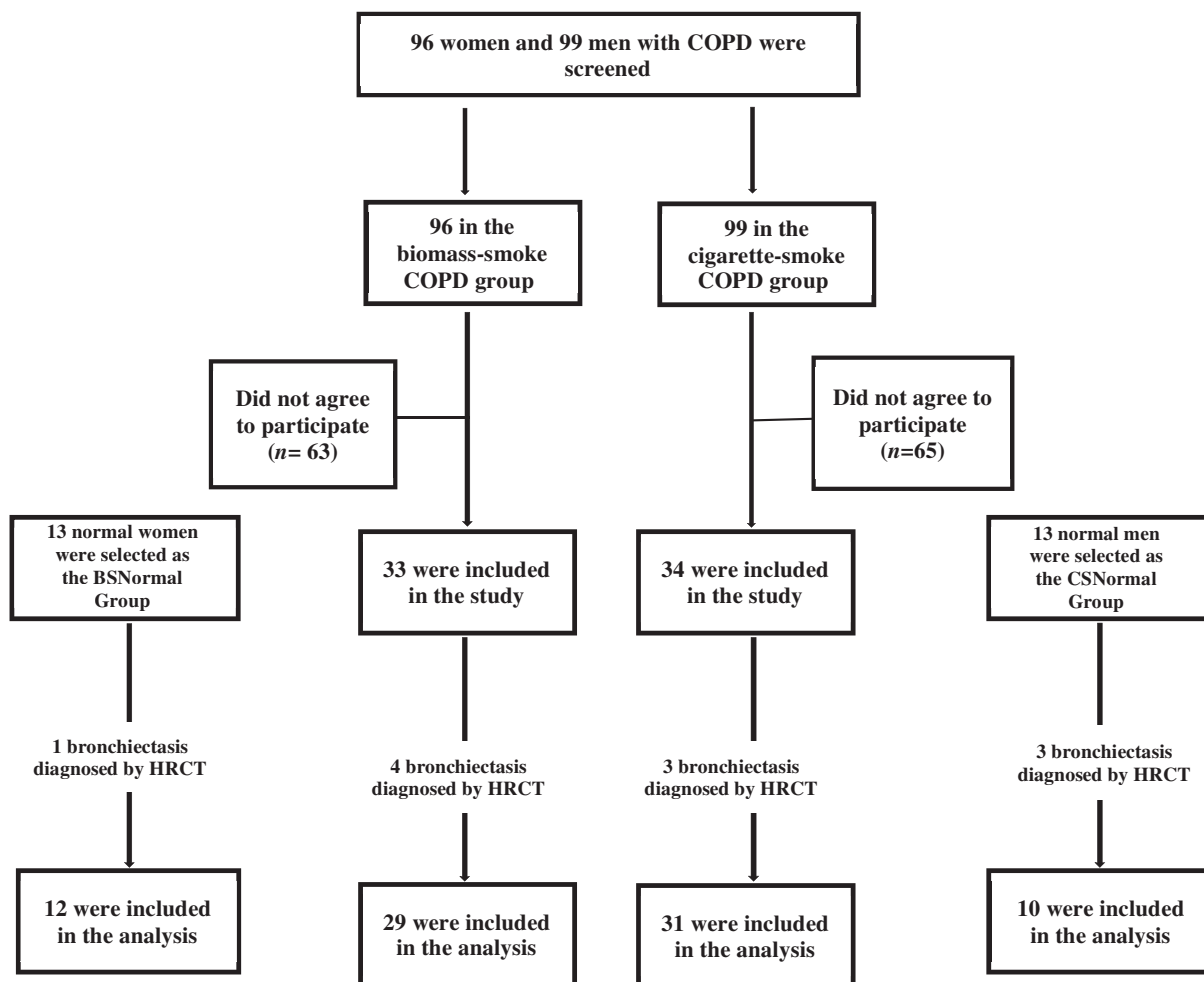 96 women and 99 men with COPD were
screened
96 in the
biomass-smoke
COPD group
99 in the
cigarette-smoke
COPD group
Did not agree
to participate
(n= 63)
Did not agree to
participate
(n=65)
13 normal women
were selected as
the BSNormal
Group
33 were included
in the study
34 were included
in the study
13 normal men
were selected as
the CSNormal
Group
1 bronchiectasis
diagnosed by HRCT
4 bronchiectasis
diagnosed by HRCT
3 bronchiectasis
diagnosed by HRCT
3 bronchiectasis
diagnosed by HRCT
12 were included
in the analysis
29 were included
in the analysis
31 were included
in the analysis
10 were included
in the analysis